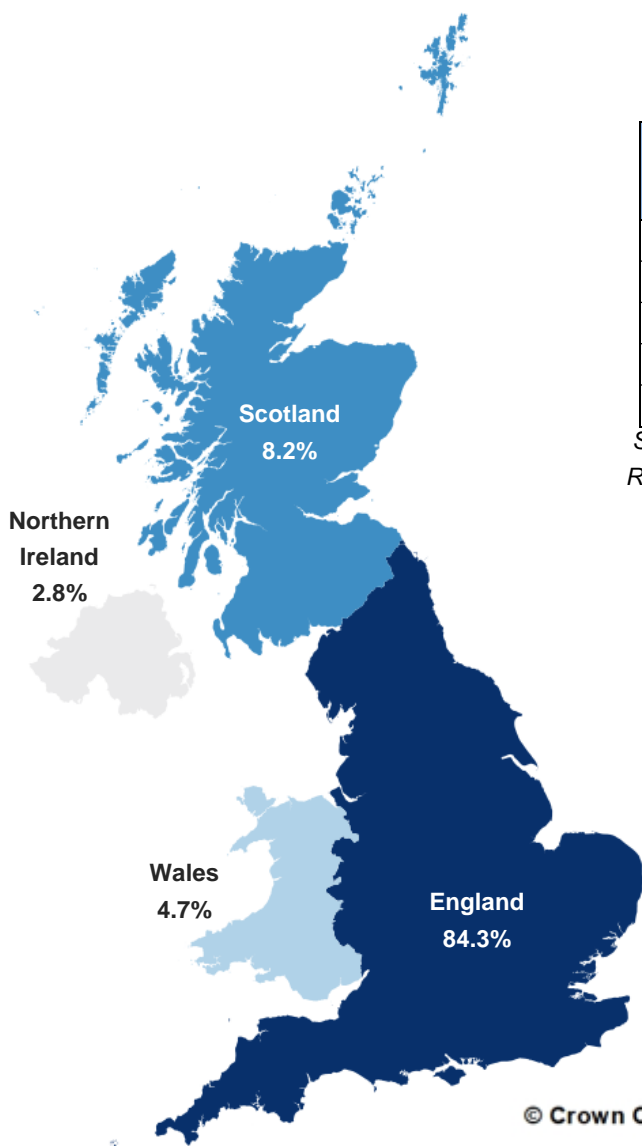 Scotland
8.2%
S
R
Northern
Ireland
2.8%
Wales
4.7%
England
84.3%
© Crown C